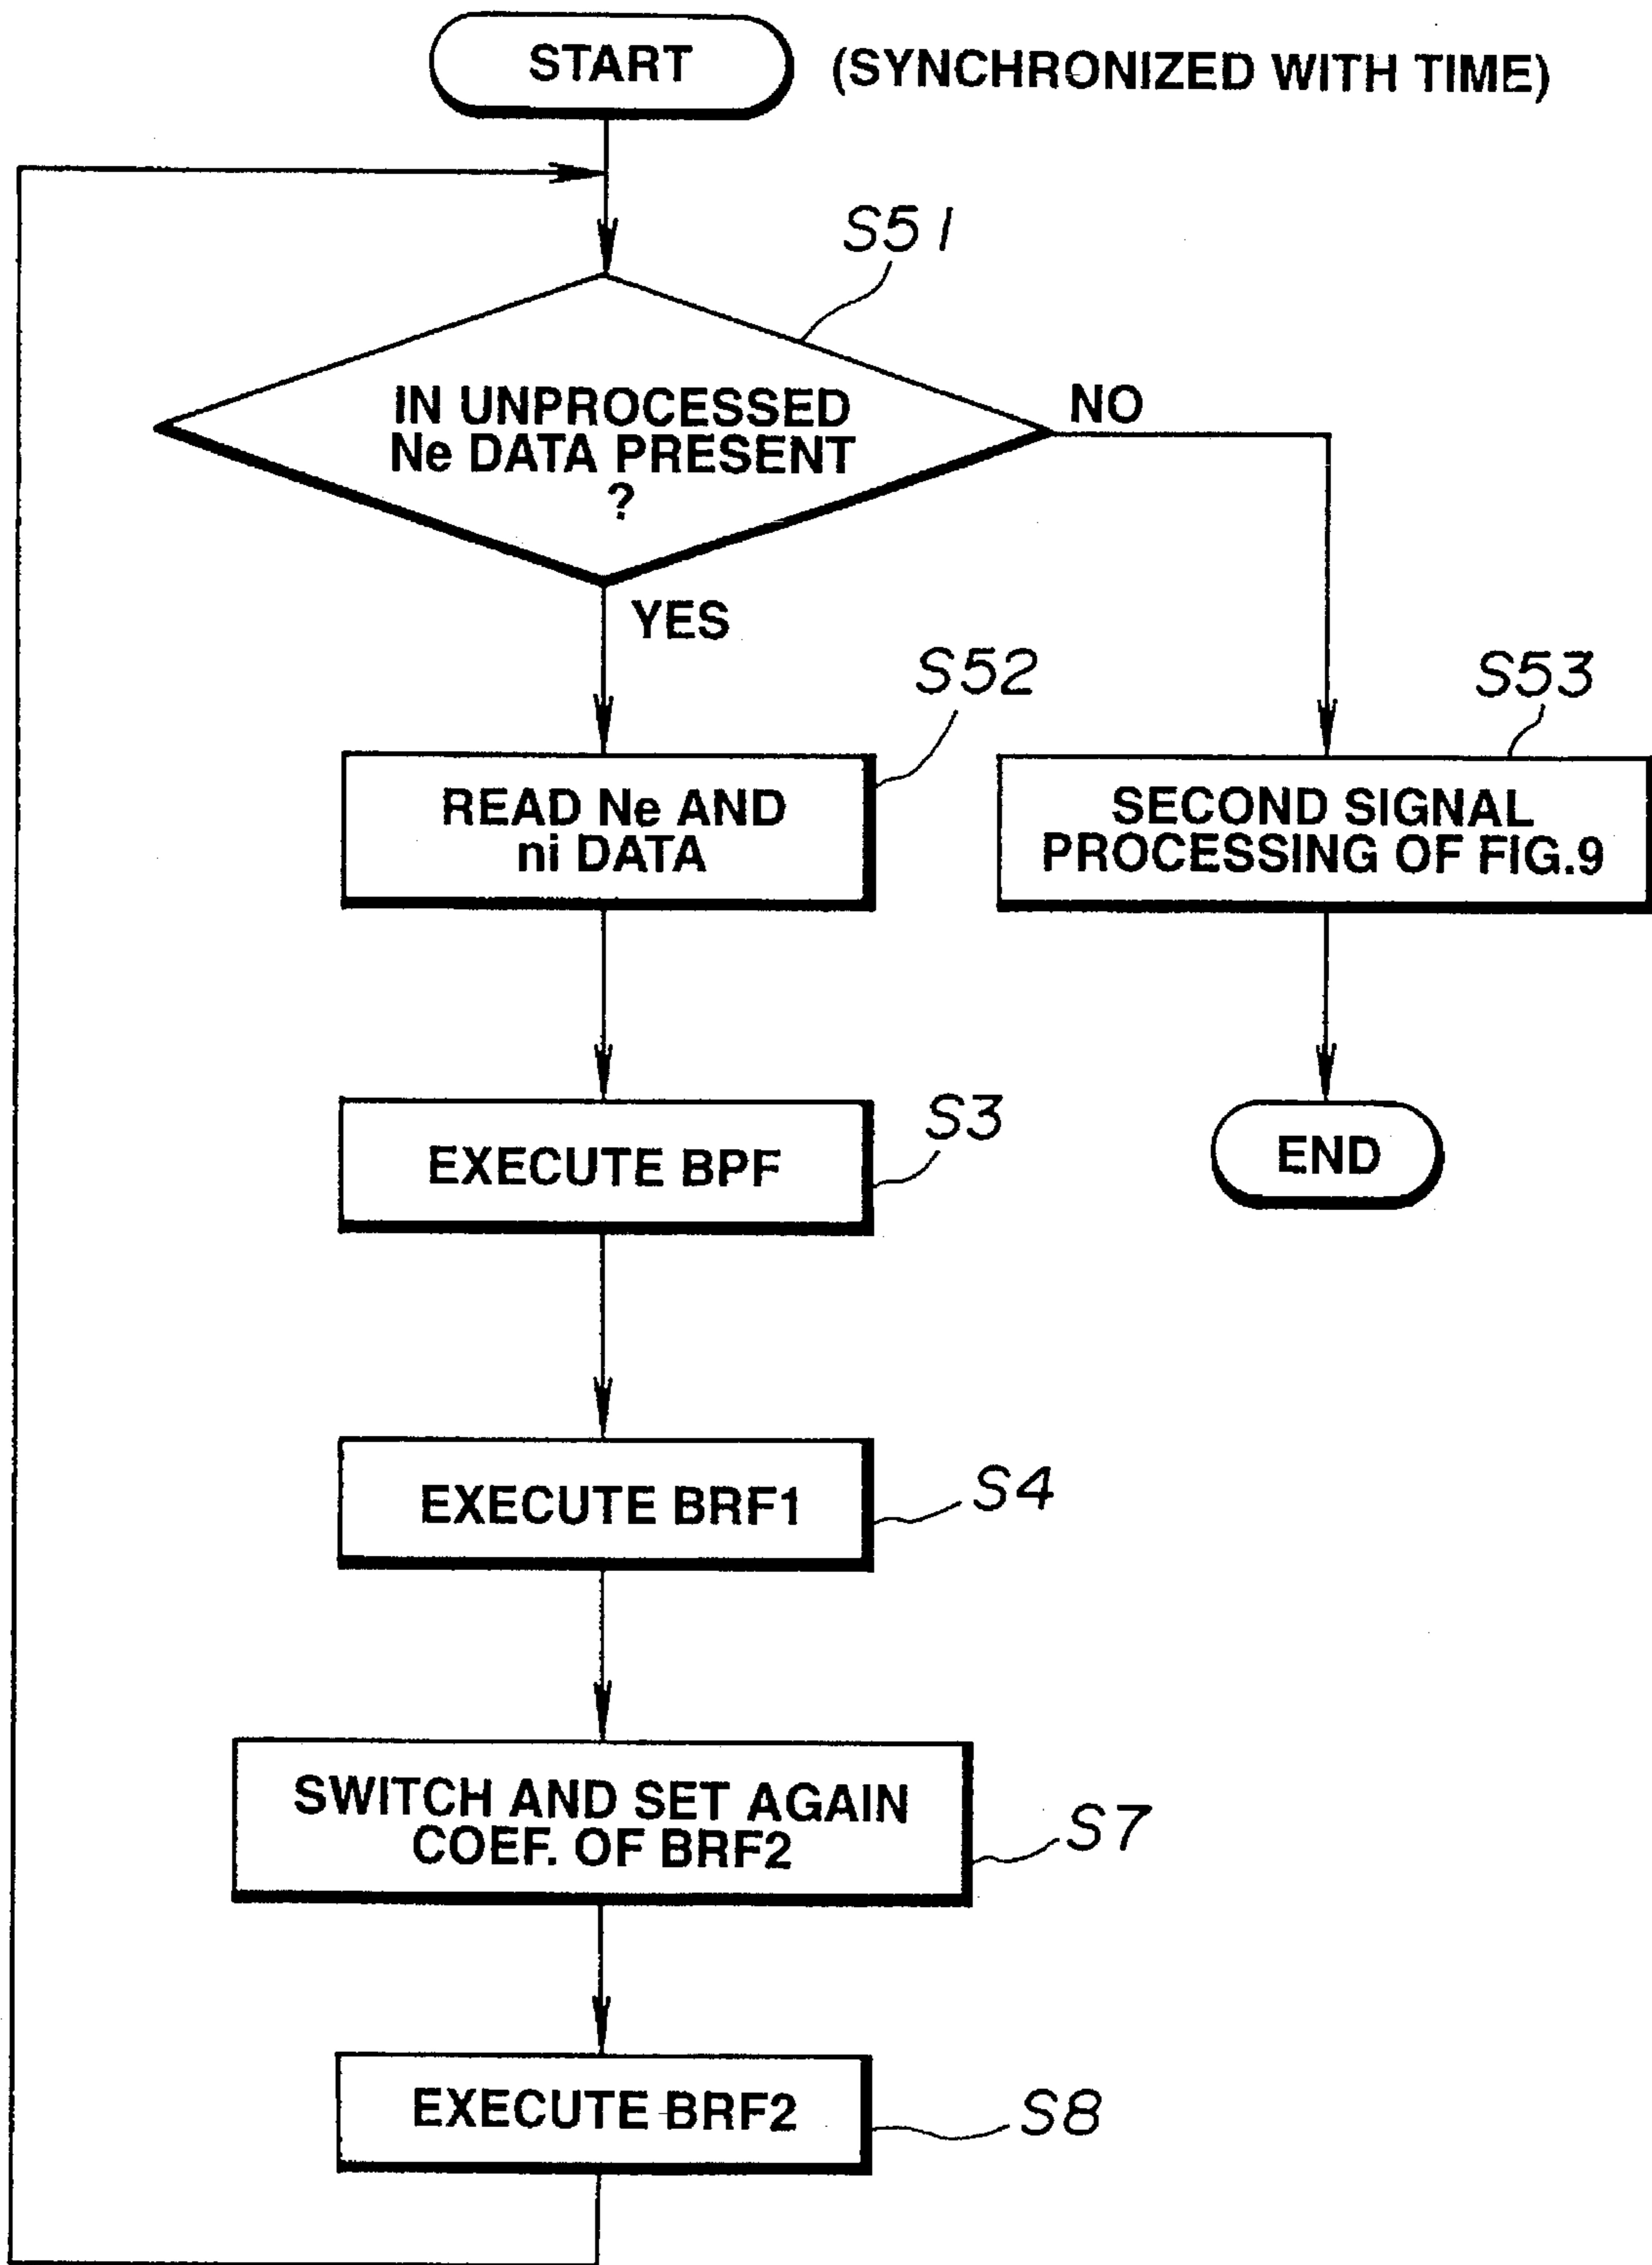 START
(SYNCHRONIZED WITH TIME)
S51
IN UNPROCESSED
Ne DATA PRESENT
?
NO
YES
S52
S53
READ Ne AND
ni DATA
SECOND SIGNAL
PROCESSING OF FIG.9
S3
EXECUTE BPF
END
S4
EXECUTE BRF1
SWITCH AND SET AGAIN
COEF. OF BRF2
S7
EXECUTE BRF2
S8